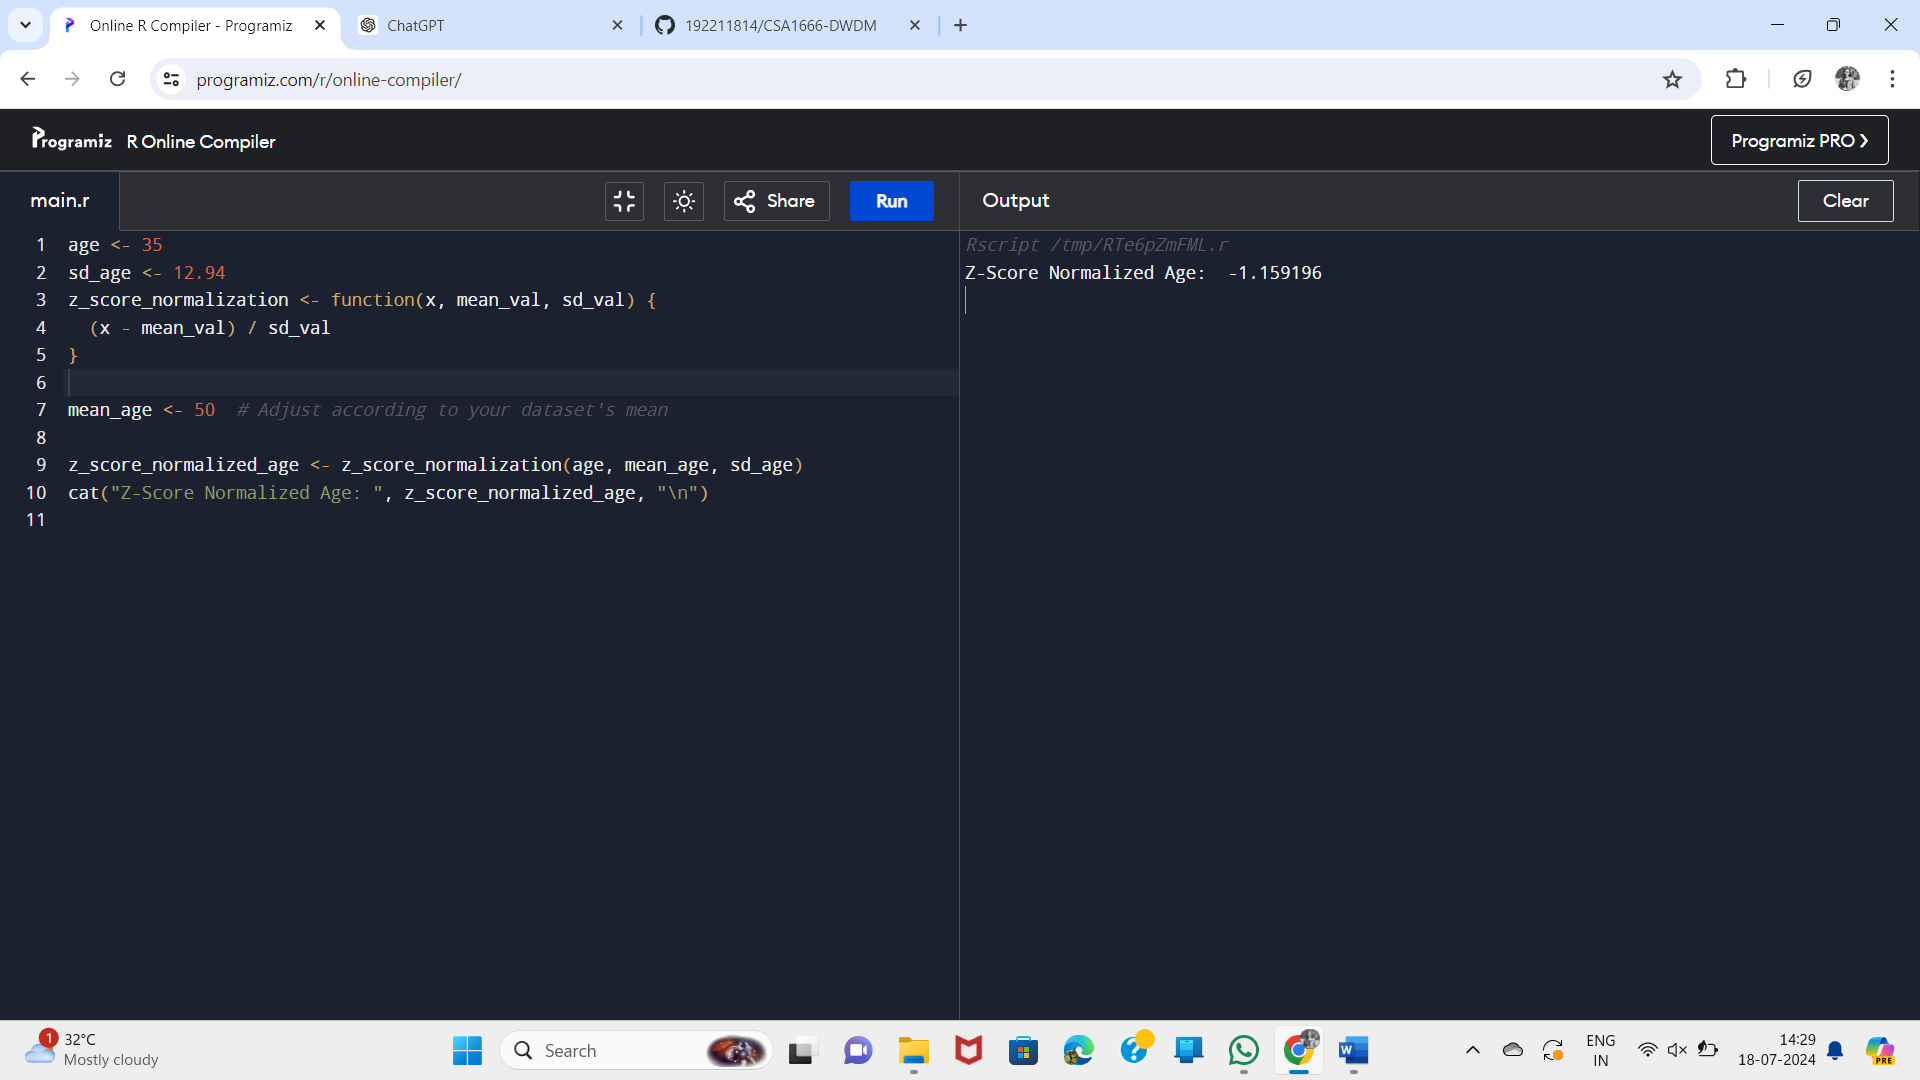 Online R Compiler - Programiz
ChatGPT
192211814/CSA1666-DWDM
programiz.com/r/online-compiler/
Programiz R Online Compiler
Programiz PRO
main.r
Share
Run
Output
Clear
1 age <- 35
2 sd_age <- 12.94
3 z_score_normalization <- function(x, mean_val, sd_val) {
4 (x - mean_val) / sd_val
5 }
6
7 mean_age <- 50 # Adjust according to your dataset's mean
8
9 z_score_normalized_age <- z_score_normalization(age, mean_age, sd_age)
10 cat("Z-Score Normalized Age: ", z_score_normalized_age, "\n")
11
Rscript /tmp/RTe6pZmFML.r
Z-Score Normalized Age:  -1.159196
1
32°C
Mostly cloudy
Search
ENG
IN
14:29
18-07-2024
PRE